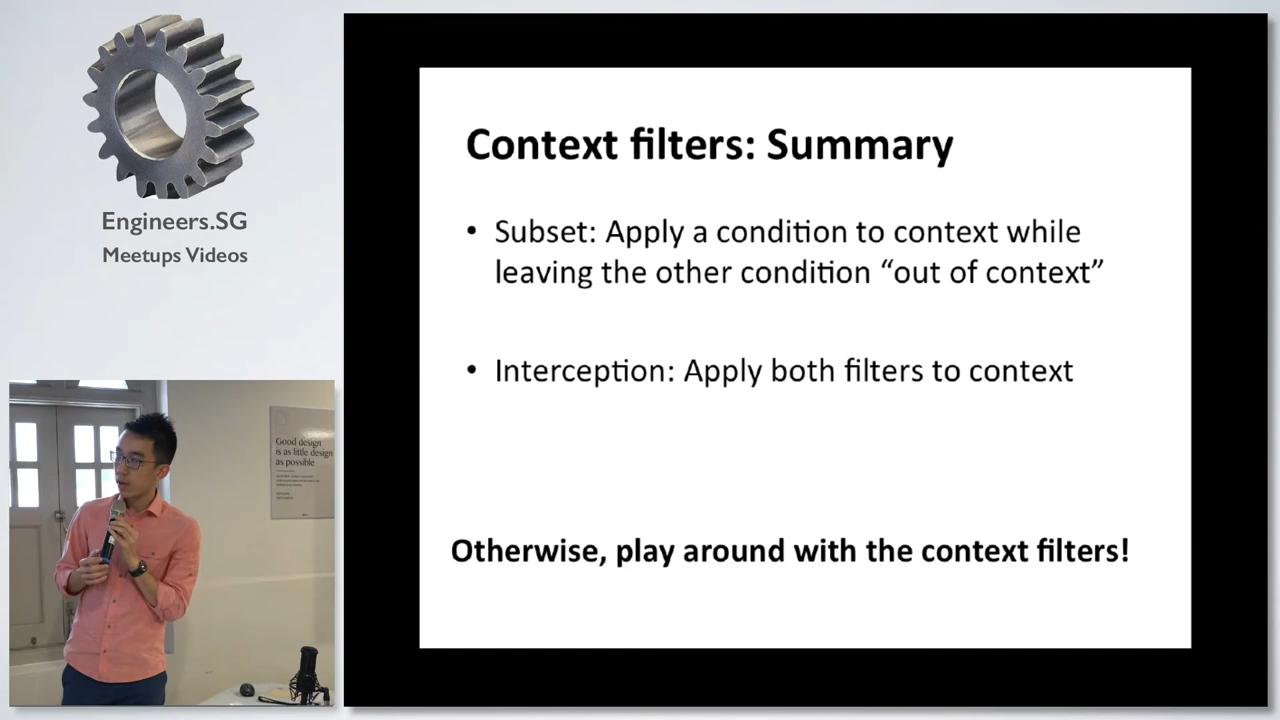 Engineers.SG
Meetups Videos
Context filters: Summary
• Subset: Apply a condition to context while
leaving the other condition “out of context”
• Interception: Apply both filters to context
Otherwise, play around with the context filters!
Good design
is as little design
as possible